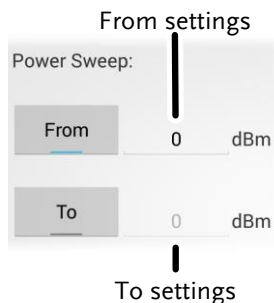 From settings
Power Sweep:
From 0 dBm
To 0 dBm
To settings